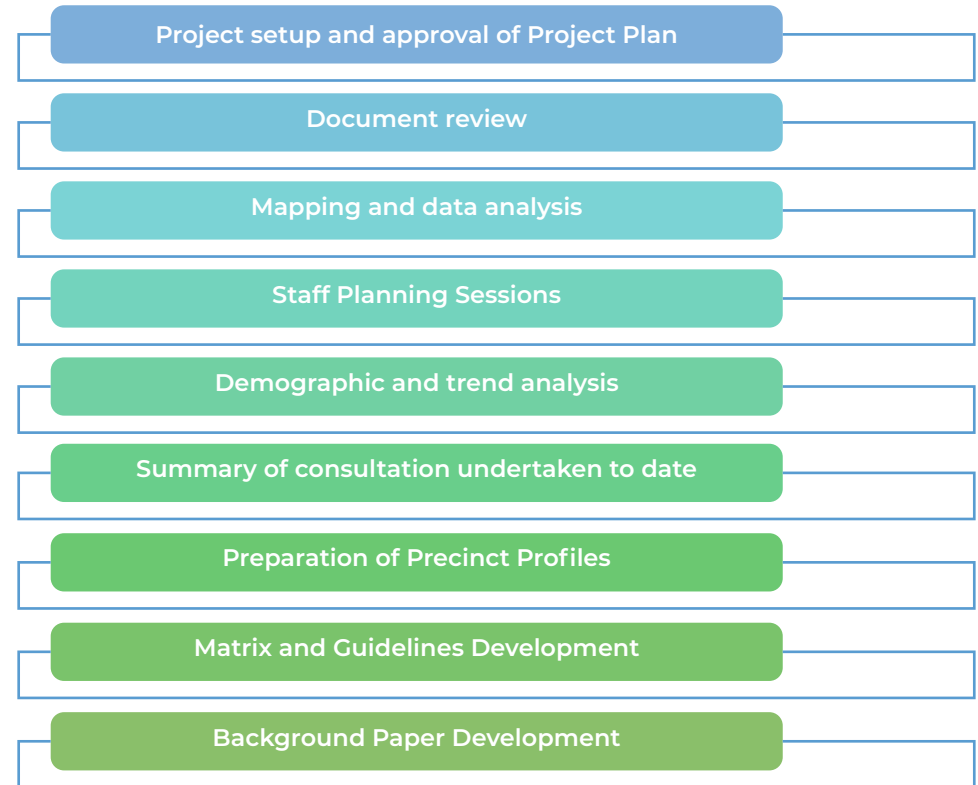 Project setup and approval of Project Plan
Document review
Mapping and data analysis
Staff Planning Sessions
Demographic and trend analysis
Summary of consultation undertaken to date
Preparation of Precinct Profiles
Matrix and Guidelines Development
Background Paper Development